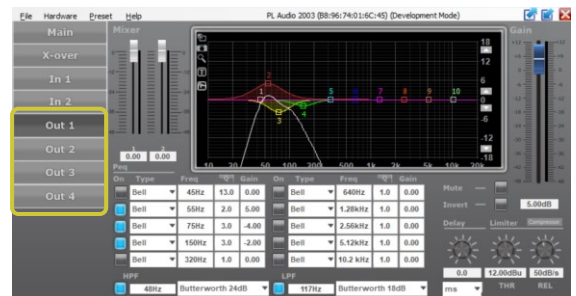 File Hardware Preset Help PL Audio 2003 (B8:96:74:01:6C:45) (Development Mode)
Main
X-over
In 1
In 2
Out 1
Out 2
Out 3
Out 4
Mixer
1 2
0.00 0.00
18
12
6
0
-6
-12
-18
1 2 3 4 5 6 7 8 9 10
10 20 50 100 200 500 1k 2k 5k 10k 20k
Gain
5.00dB
Peq
On Type Freq Gain On Type Freq Gain
Bell 45Hz 13.0 0.00 Bell 640Hz 1.0 0.00
Bell 55Hz 2.0 5.00 Bell 1.28kHz 1.0 0.00
Bell 75Hz 3.0 -4.00 Bell 2.56kHz 1.0 0.00
Bell 150Hz 3.0 -2.00 Bell 5.12kHz 1.0 0.00
Bell 320Hz 1.0 0.00 Bell 10.2 kHz 1.0 0.00
HPF LPF
48Hz Butterworth 24dB 117Hz Butterworth 18dB
Mute
Invert
Delay Limiter Compressor
0.0 12.00dBu 50dB/s
ms THR REL